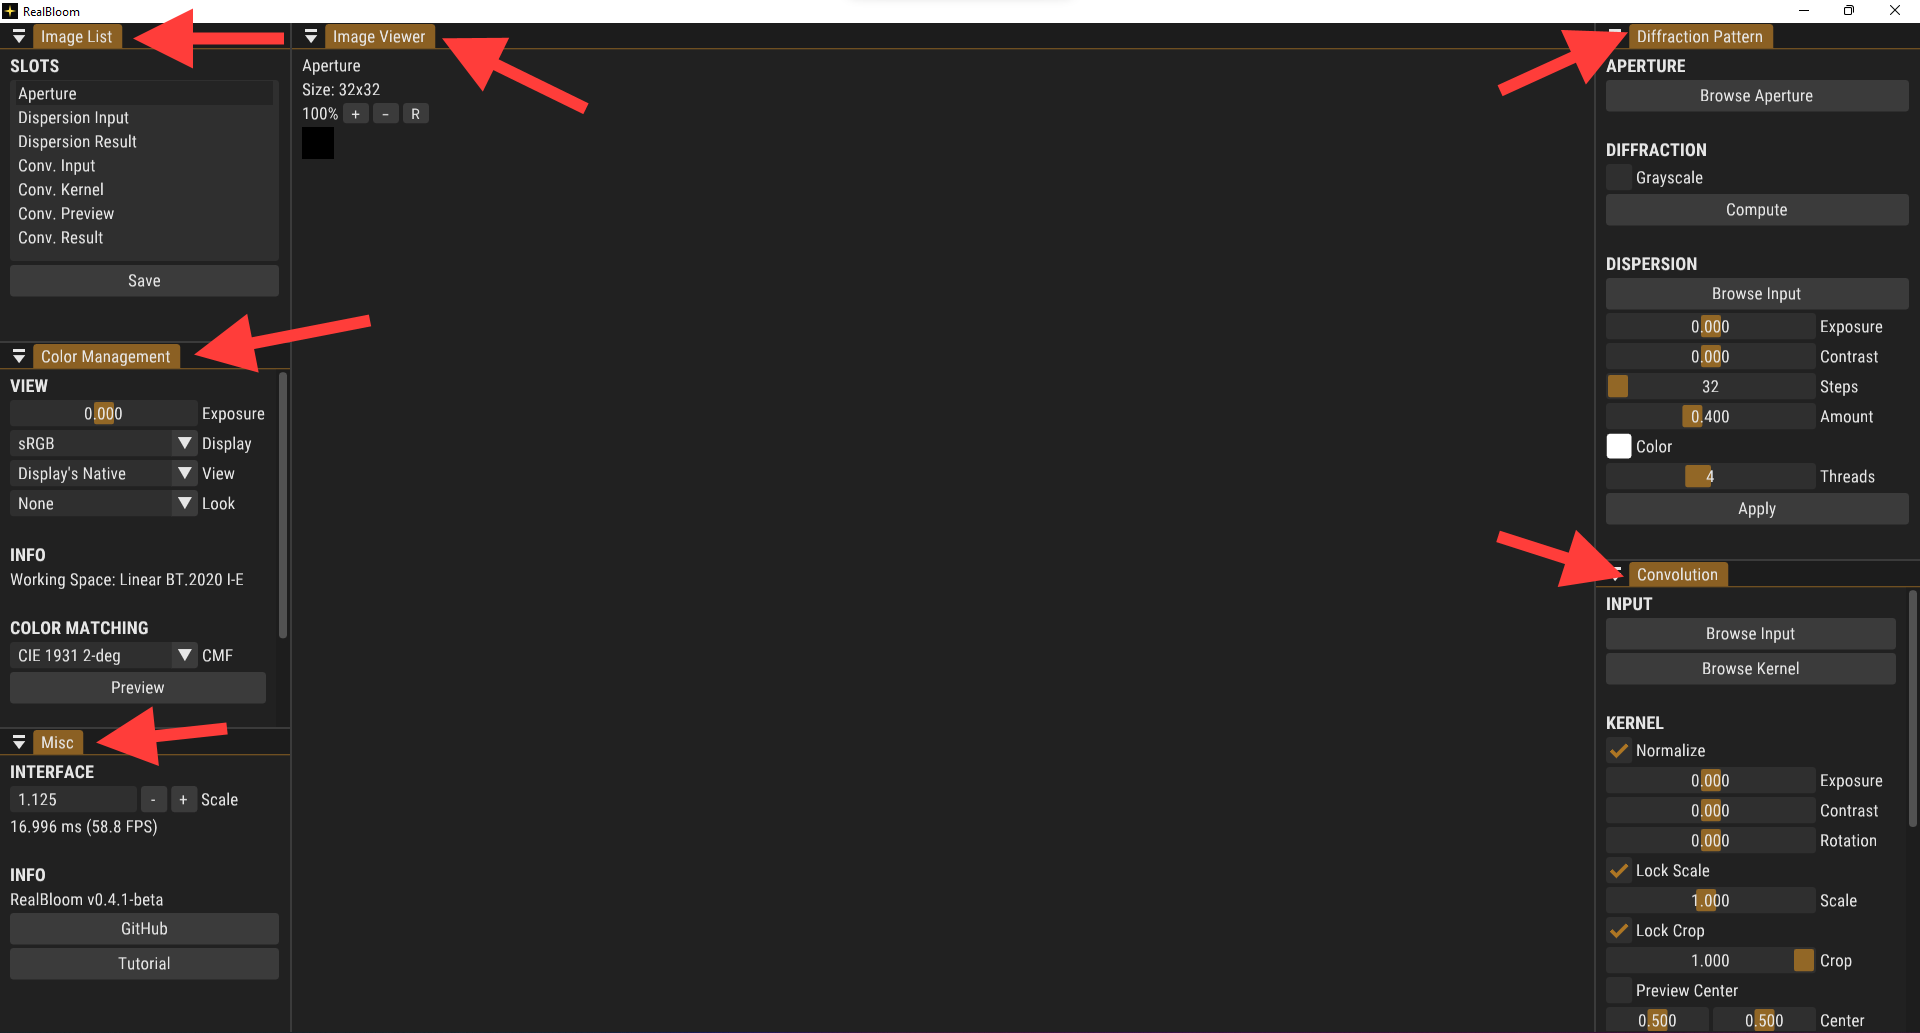 RealBloom
Image List
SLOTS
Aperture
Dispersion Input
Dispersion Result
Conv. Input
Conv. Kernel
Conv. Preview
Conv. Result
Save
Color Management
VIEW
0.000 Exposure
sRGB Display
Display's Native View
None Look
INFO
Working Space: Linear BT.2020 I-E
COLOR MATCHING
CIE 1931 2-deg CMF
Preview
Misc
INTERFACE
1.125 - + Scale
16.996 ms (58.8 FPS)
INFO
RealBloom v0.4.1-beta
GitHub
Tutorial
Image Viewer
Aperture
Size: 32x32
100% + - R
Diffraction Pattern
APERTURE
Browse Aperture
DIFFRACTION
Grayscale
Compute
DISPERSION
Browse Input
0.000 Exposure
0.000 Contrast
32 Steps
0.400 Amount
Color
4 Threads
Apply
Convolution
INPUT
Browse Input
Browse Kernel
KERNEL
Normalize
0.000 Exposure
0.000 Contrast
0.000 Rotation
Lock Scale
1.000 Scale
Lock Crop
1.000 Crop
Preview Center
0.500 0.500 Center